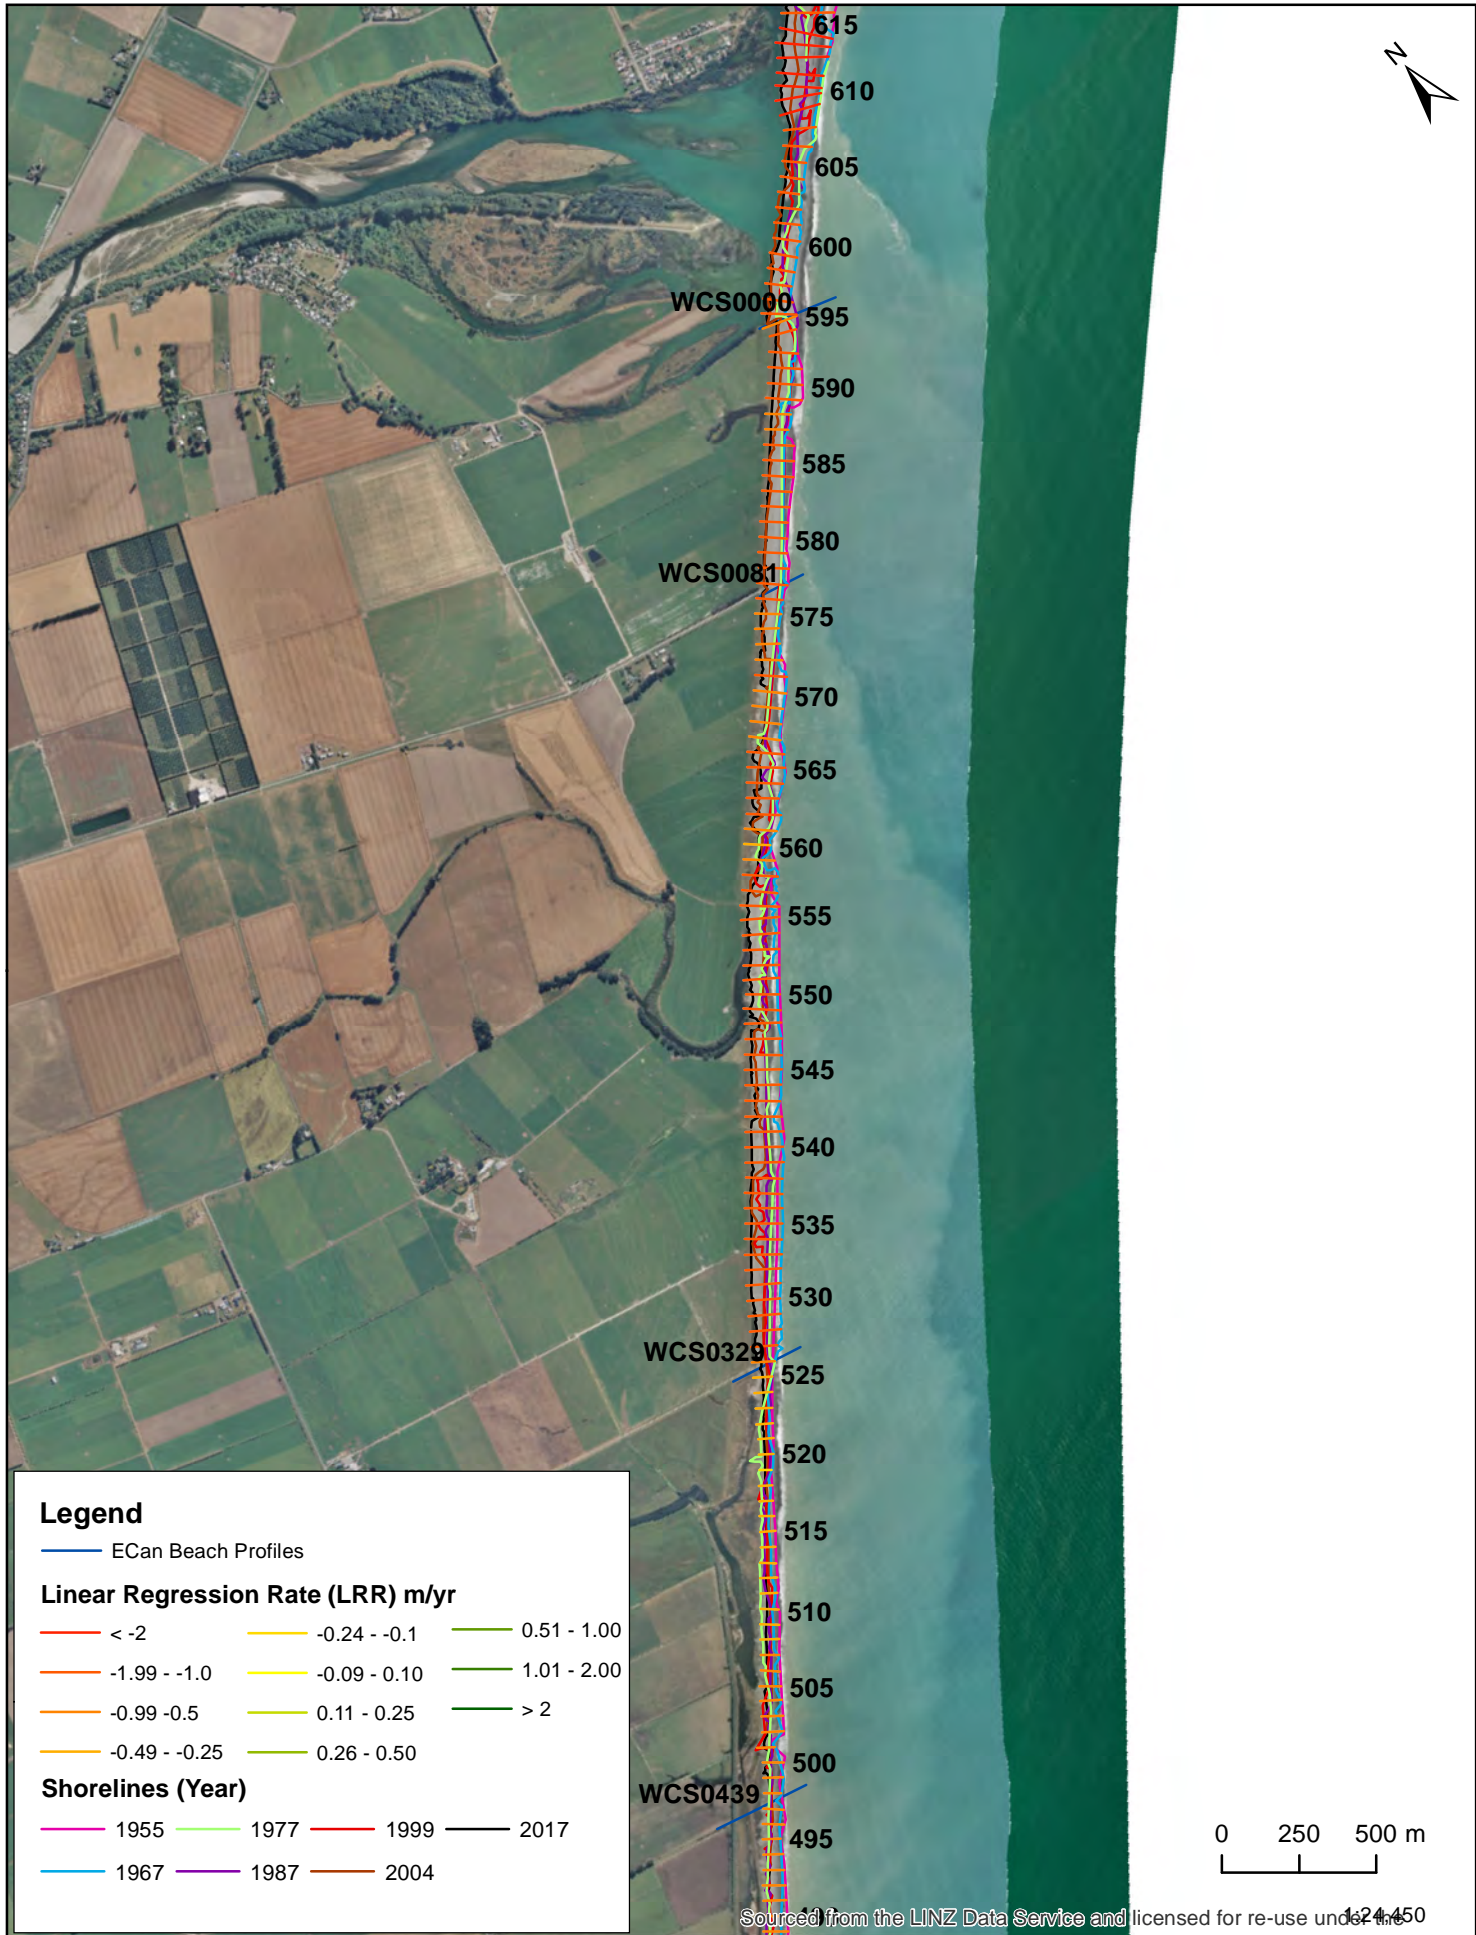 615
N
610
605
600
WCS0000
595
590
585
580
WCS0081
575
570
565
560
555
550
545
540
535
530
WCS0329
525
520
515
510
505
500
WCS0439
495
Legend
ECan Beach Profiles
Linear Regression Rate (LRR) m/yr
< -2 -0.24 - -0.1 0.51 - 1.00
-1.99 - -1.0 -0.09 - 0.10 1.01 - 2.00
-0.99 -0.5 0.11 - 0.25 > 2
-0.49 - -0.25 0.26 - 0.50
Shorelines (Year)
1955 1977 1999 2017
1967 1987 2004
0 250 500 m
Sourced from the LINZ Data Service and licensed for re-use under the
1:24,450